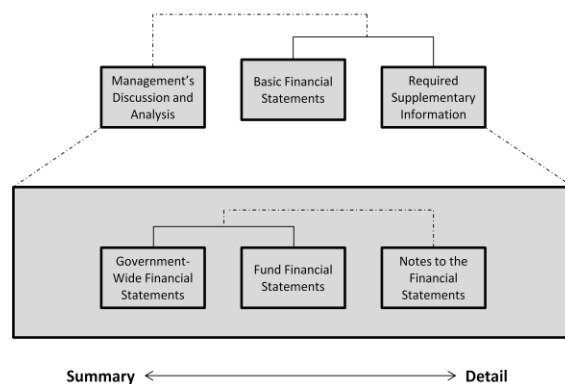 Management's
Discussion and
Analysis
Basic Financial
Statements
Required
Supplementary
Information
Government-
Wide Financial
Statements
Fund Financial
Statements
Notes to the
Financial
Statements
Summary
Detail